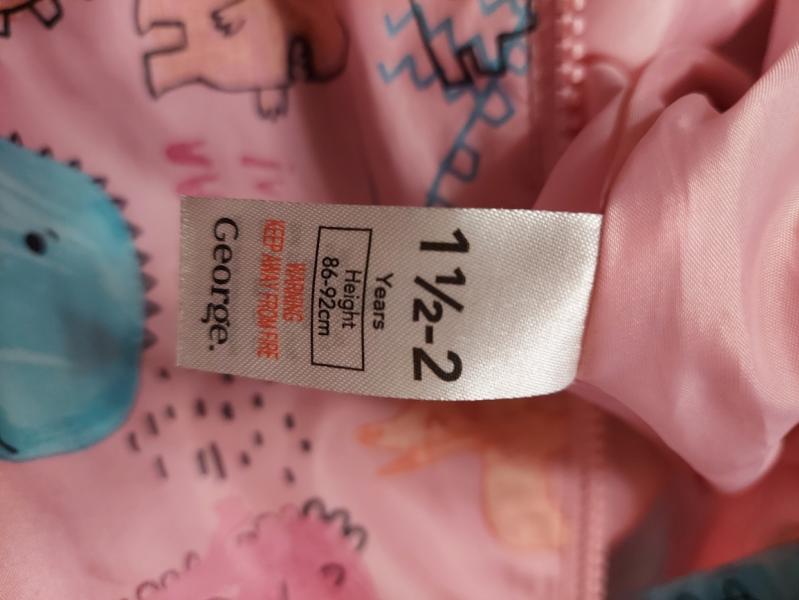 1½-2
Years
Height
86-92cm
WARNING
KEEP AWAY FROM FIRE
George.